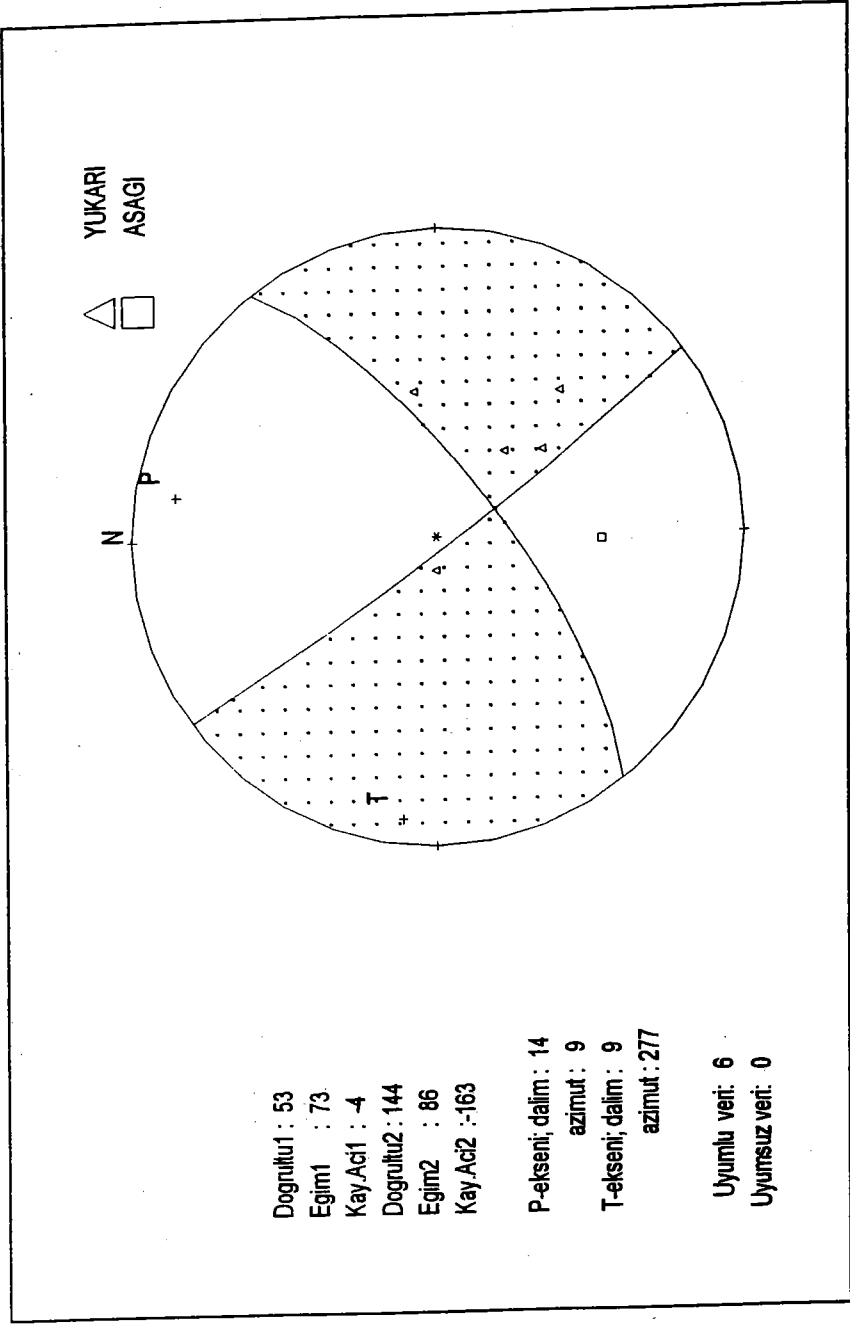 N
P
T
YUKARI
ASAGI
Dogrultu1 : 53
Egim1 : 73
Kay.Aci1 : -4
Dogrultu2 : 144
Egim2 : 86
Kay.Aci2 :-163
P-ekseni; dalim : 14
azimut : 9
T-ekseni; dalim : 9
azimut : 277
Uyumlu veri: 6
Uyumsuz veri: 0